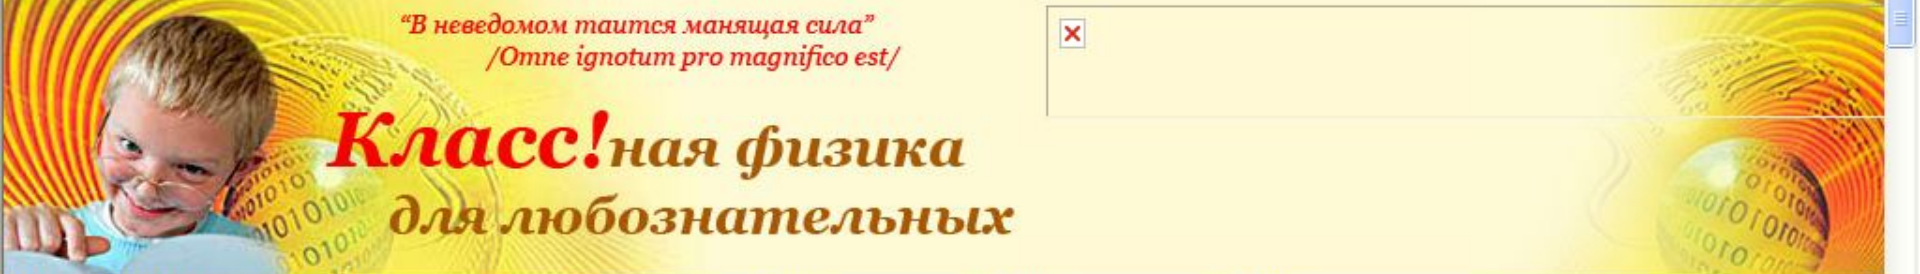 “В неведомом таится манящая сила”
/Omne ignotum pro magnifico est/
Класс!ная физика
для любознательных